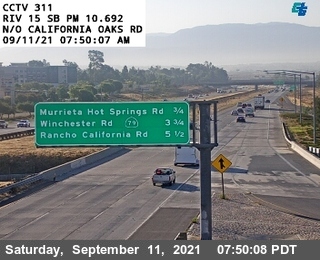 CCTV 311
RIV 15 SB PM 10.692
N/O CALIFORNIA OAKS RD
09/11/21 07:50:07 AM
Murrieta Hot Springs Rd 3/4
Winchester Rd 79 3 3/4
Rancho California Rd 5 1/2
Saturday, September 11, 2021 07:50:08 PDT